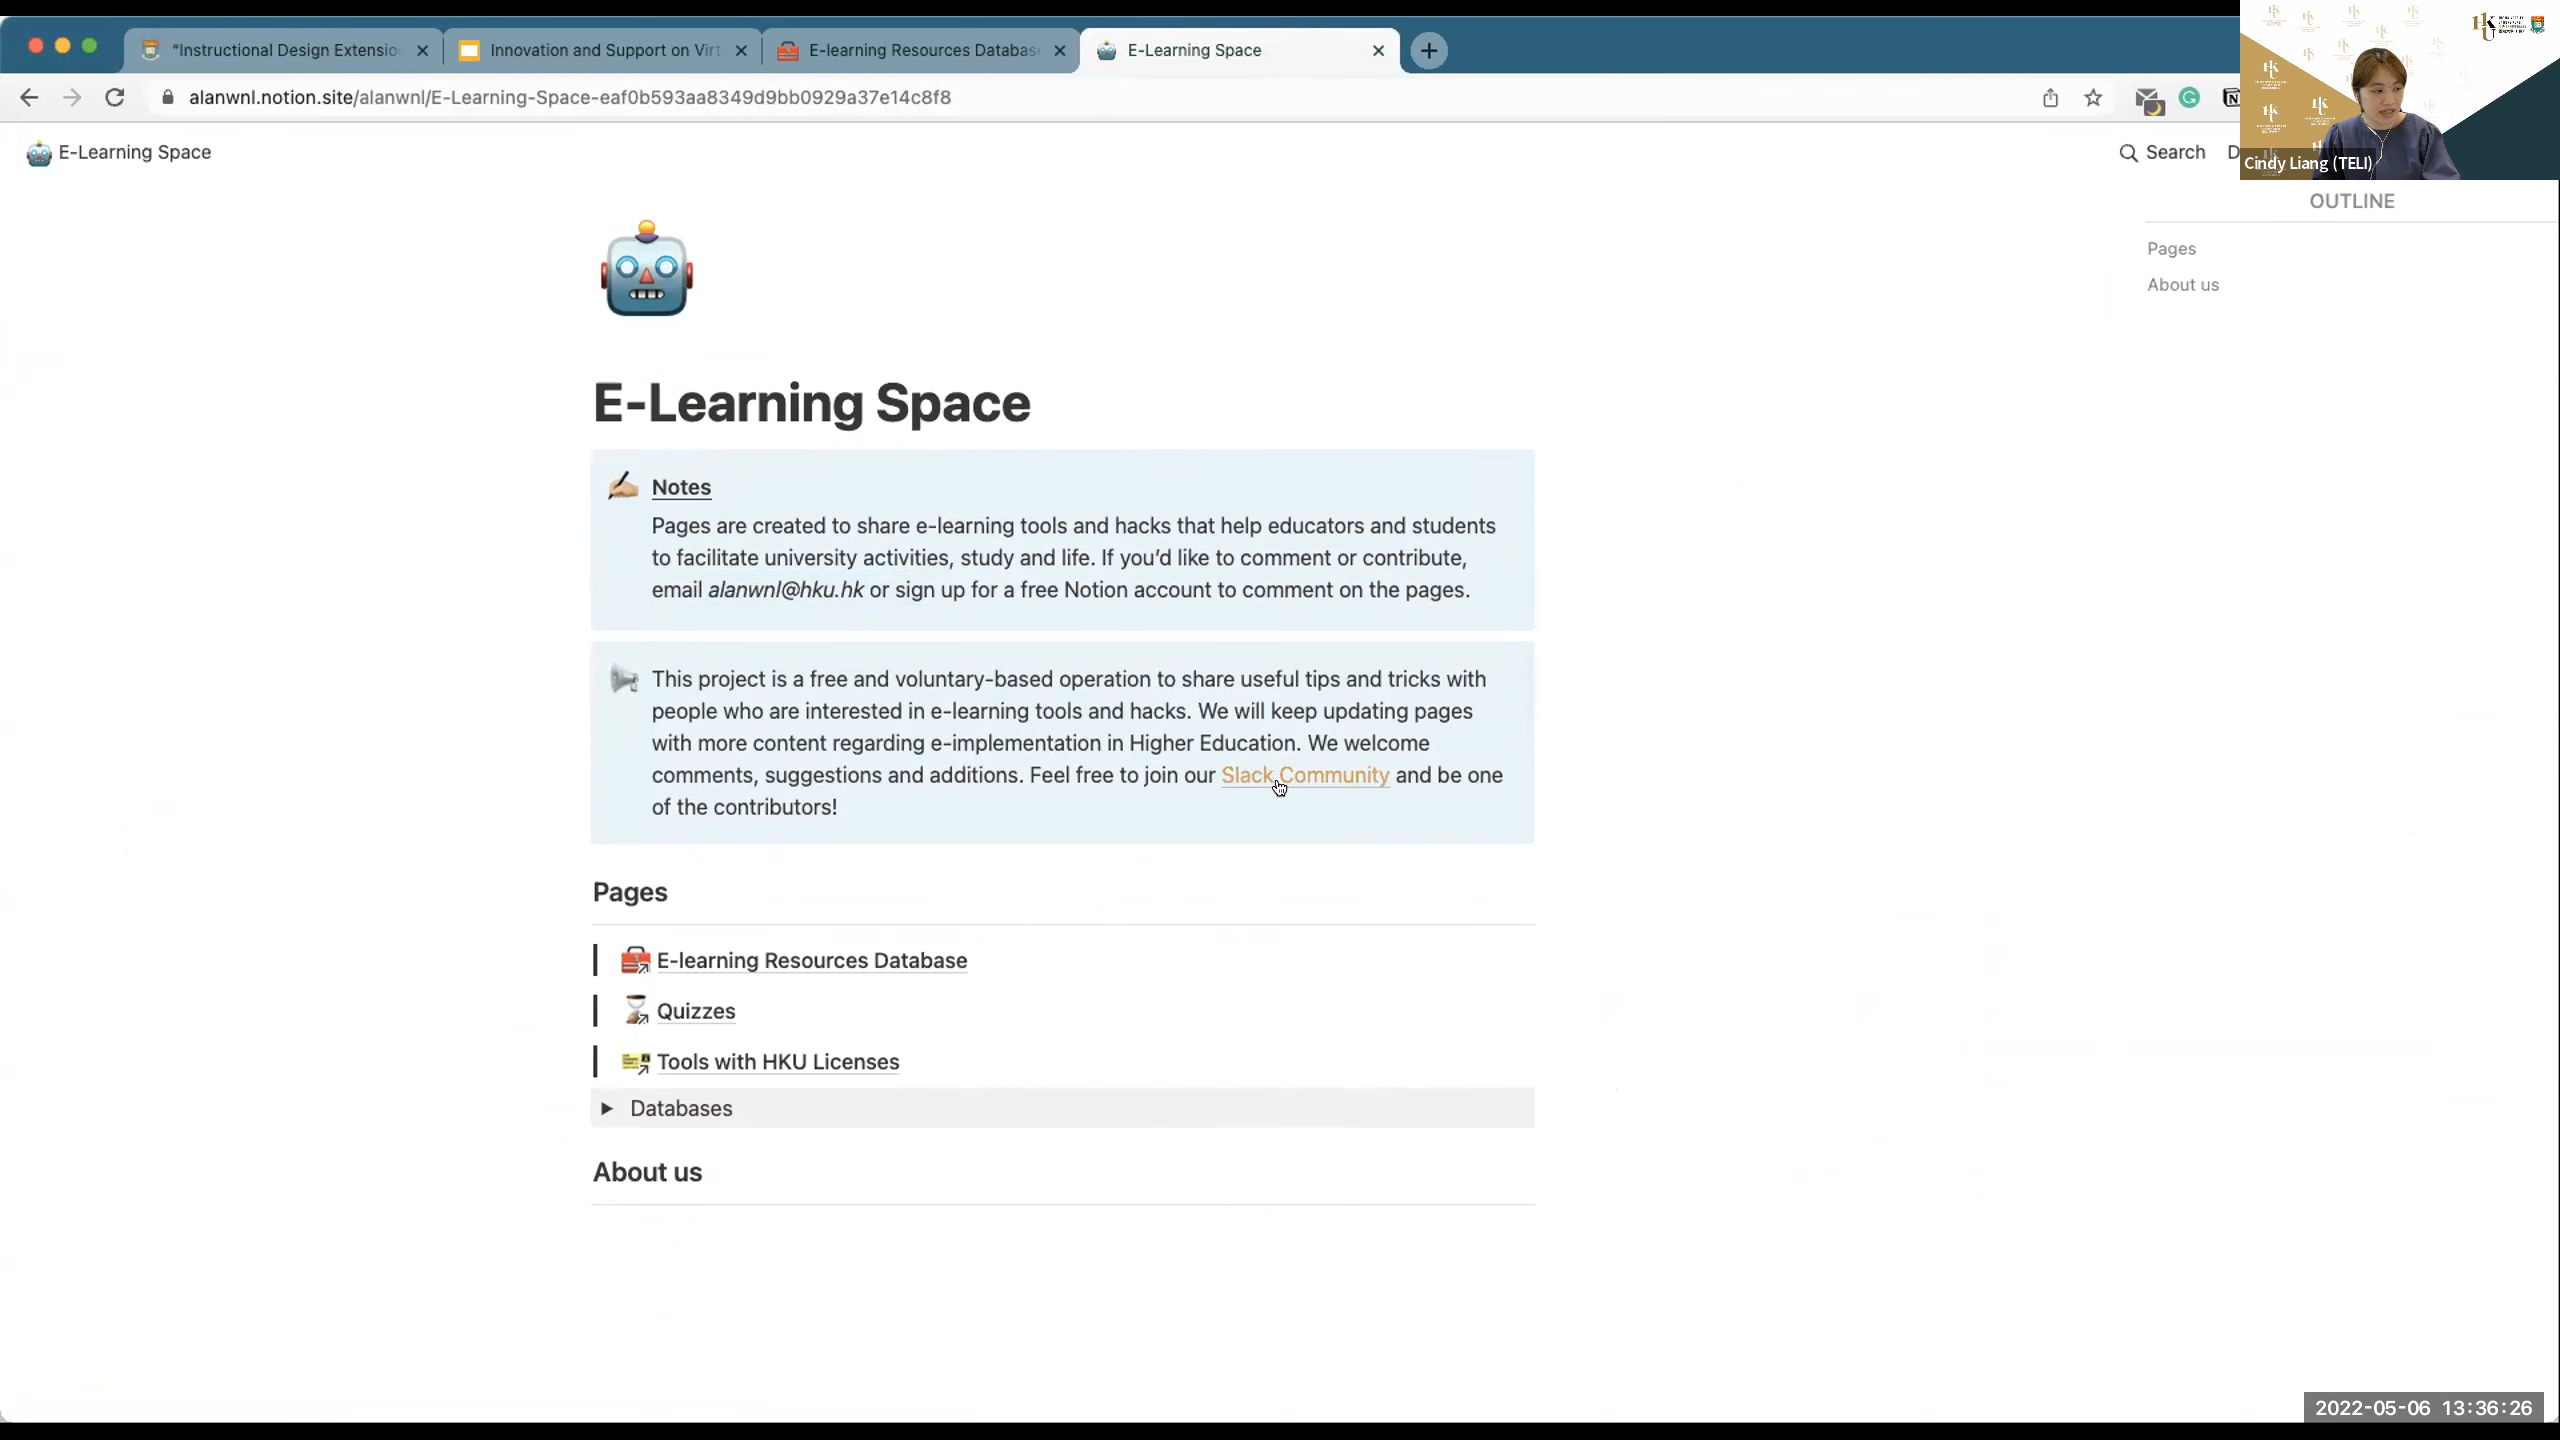 "Instructional Design Extensio
Innovation and Support on Virt
E-learning Resources Databas
E-Learning Space
alanwnl.notion.site/alanwnl/E-Learning-Space-eaf0b593aa8349d9bb0929a37e14c8f8
E-Learning Space
Search
D
Cindy Liang (TELI)
OUTLINE
Pages
About us
E-Learning Space
Notes
Pages are created to share e-learning tools and hacks that help educators and students
to facilitate university activities, study and life. If you'd like to comment or contribute,
email alanwnl@hku.hk or sign up for a free Notion account to comment on the pages.
This project is a free and voluntary-based operation to share useful tips and tricks with
people who are interested in e-learning tools and hacks. We will keep updating pages
with more content regarding e-implementation in Higher Education. We welcome
comments, suggestions and additions. Feel free to join our Slack Community and be one
of the contributors!
Pages
E-learning Resources Database
Quizzes
Tools with HKU Licenses
Databases
About us
2022-05-06 13:36:26